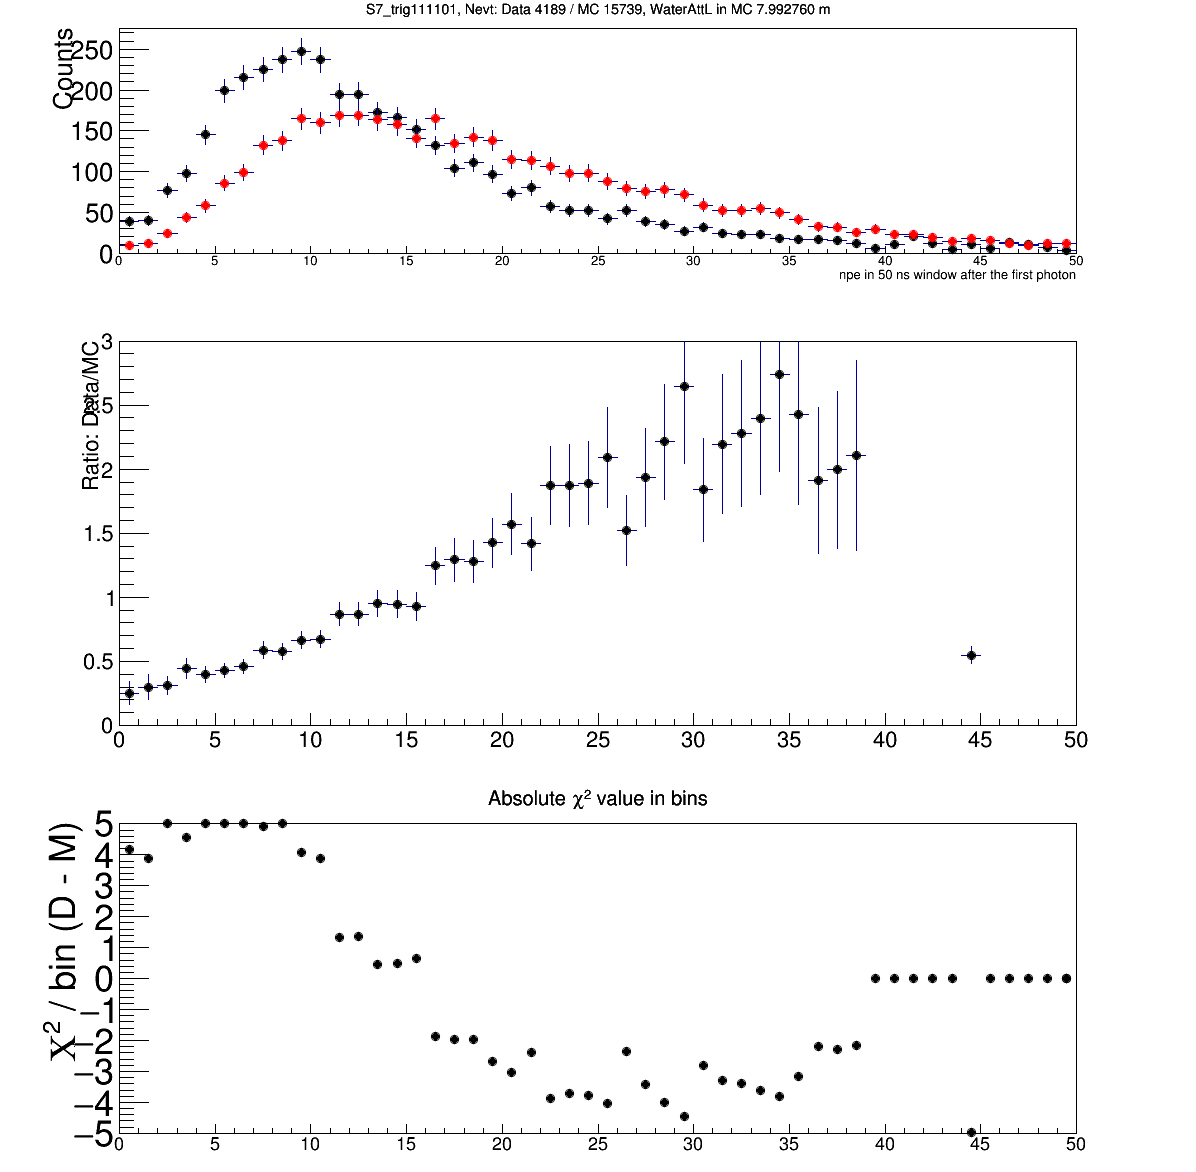 S7_trig111101, Nevt: Data 4189 / MC 15739, WaterAttL in MC 7.992760 m
Counts
250
200
150
100
50
0
0 5 10 15 20 25 30 35 40 45 50
npe in 50 ns window after the first photon
Ratio: Data/MC
3
2.5
2
1.5
1
0.5
0
0 5 10 15 20 25 30 35 40 45 50
Absolute χ² value in bins
X² / bin (D - M)
5
4
3
2
1
0
−1
−2
−3
−4
−5
0 5 10 15 20 25 30 35 40 45 50